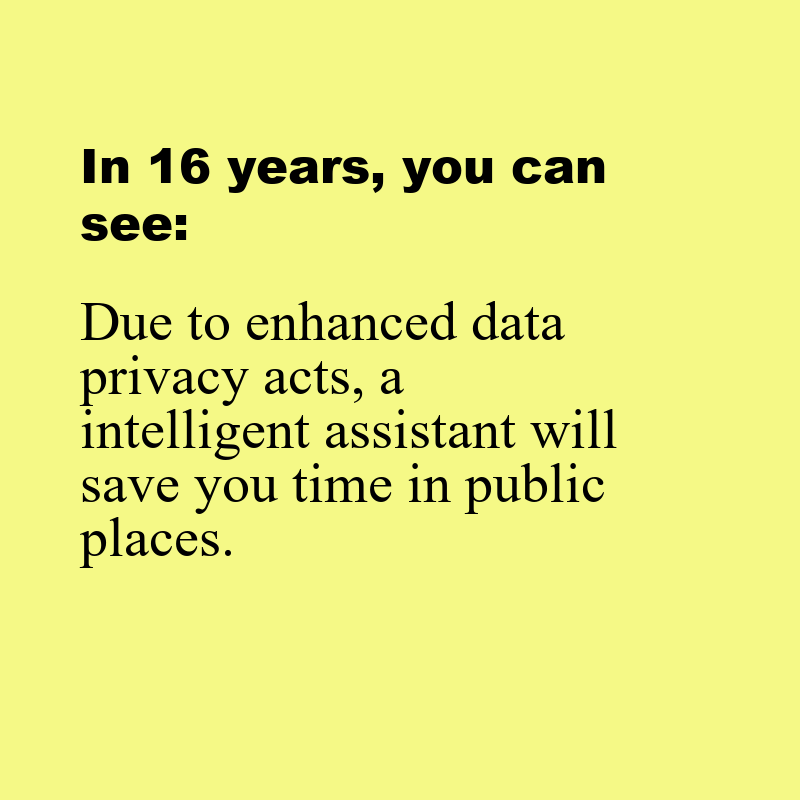 In 16 years, you can
see:
Due to enhanced data
privacy acts, a
intelligent assistant will
save you time in public
places.